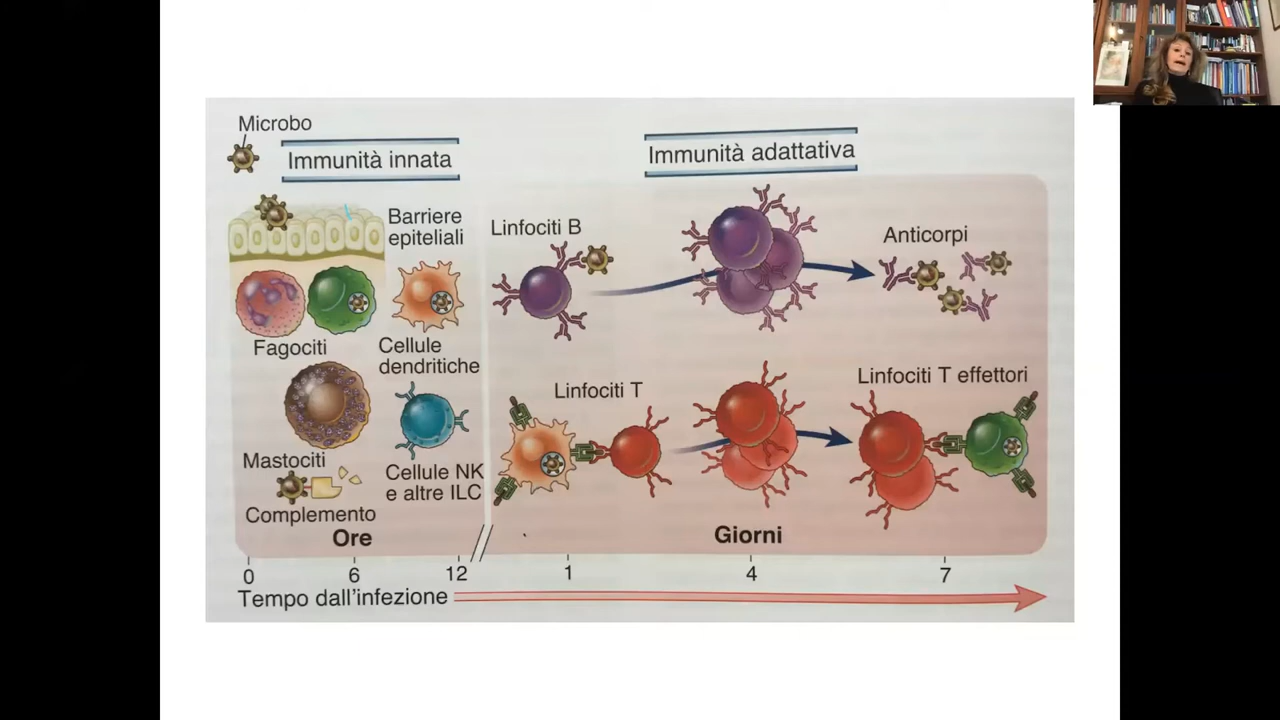 Microbo
Immunità innata
Immunità adattativa
Barriere
epiteliali
Linfociti B
Anticorpi
Fagociti
Cellule
dendritiche
Linfociti T
Linfociti T effettori
Mastociti
Cellule NK
e altre ILC
Complemento
Ore
Giorni
0
6
12
1
4
7
Tempo dall'infezione